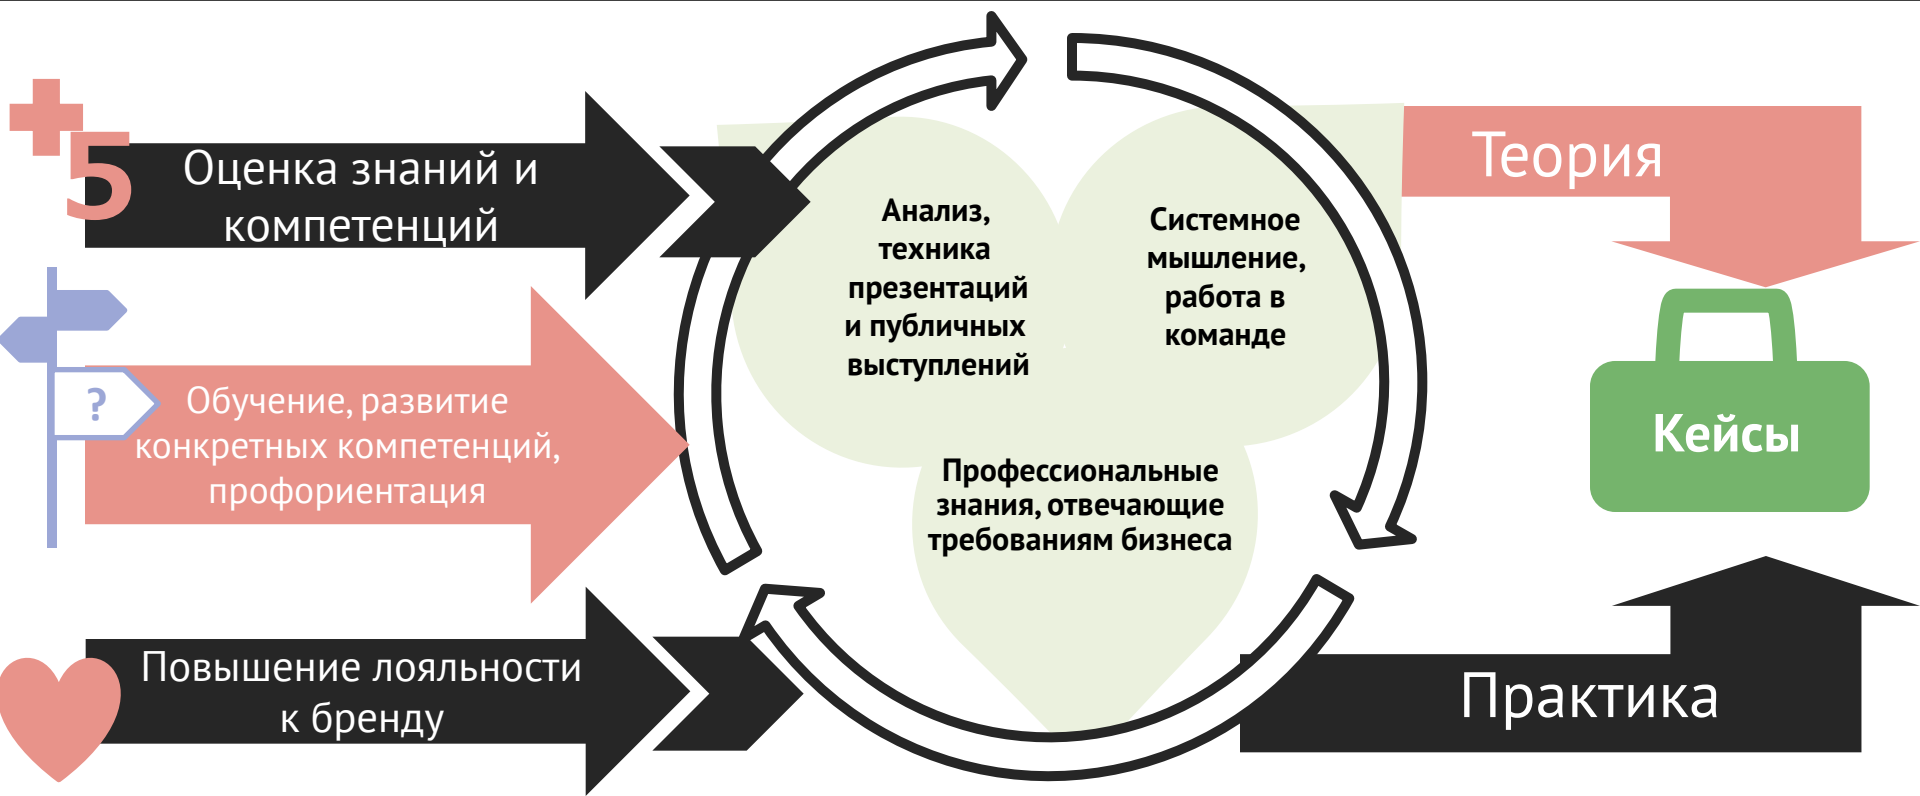 5
Оценка знаний и
компетенций
?
Обучение, развитие
конкретных компетенций,
профориентация
Повышение лояльности
к бренду
Анализ,
техника
презентаций
и публичных
выступлений
Системное
мышление,
работа в
команде
Профессиональные
знания, отвечающие
требованиям бизнеса
Теория
Кейсы
Практика